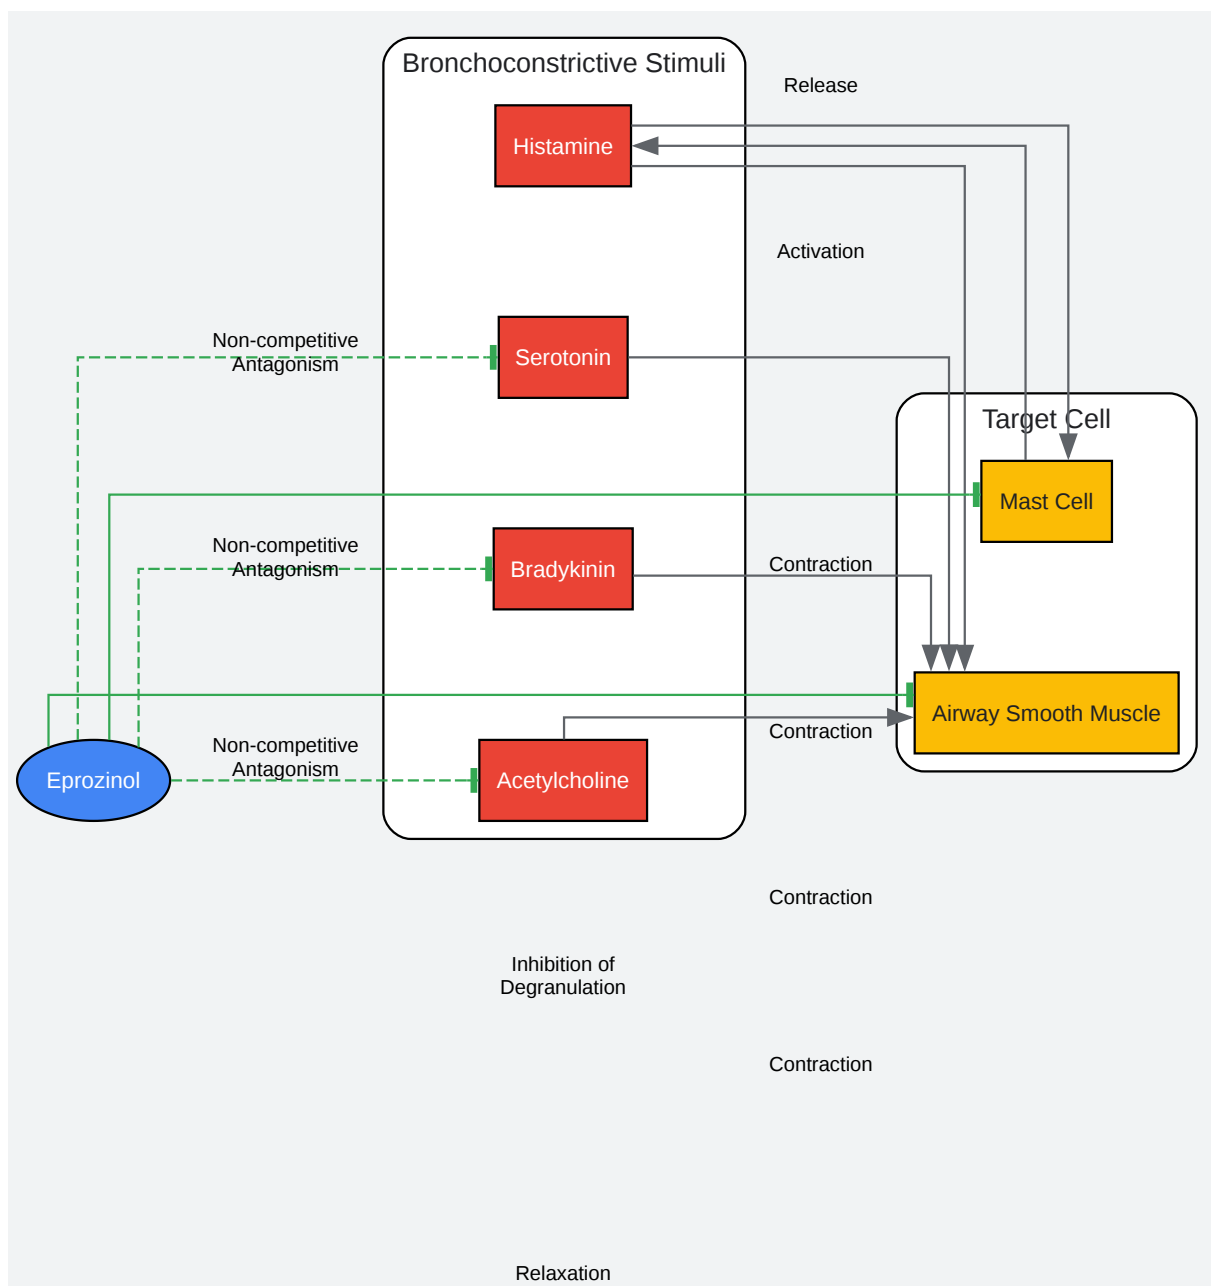 Bronchoconstrictive Stimuli
Release
Histamine
Activation
Non-competitive
Antagonism
Serotonin
Target Cell
Mast Cell
Non-competitive
Antagonism
Bradykinin
Contraction
Airway Smooth Muscle
Contraction
Non-competitive
Antagonism
Eprozinol
Acetylcholine
Contraction
Inhibition of
Degranulation
Contraction
Relaxation